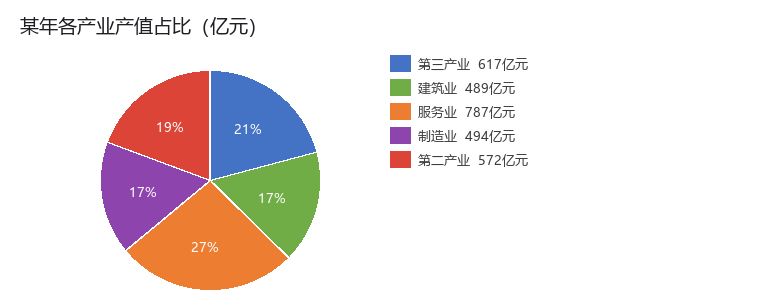 某年各产业产值占比（亿元）
第三产业 617亿元
建筑业 489亿元
服务业 787亿元
制造业 494亿元
第二产业 572亿元
21%
17%
27%
17%
19%